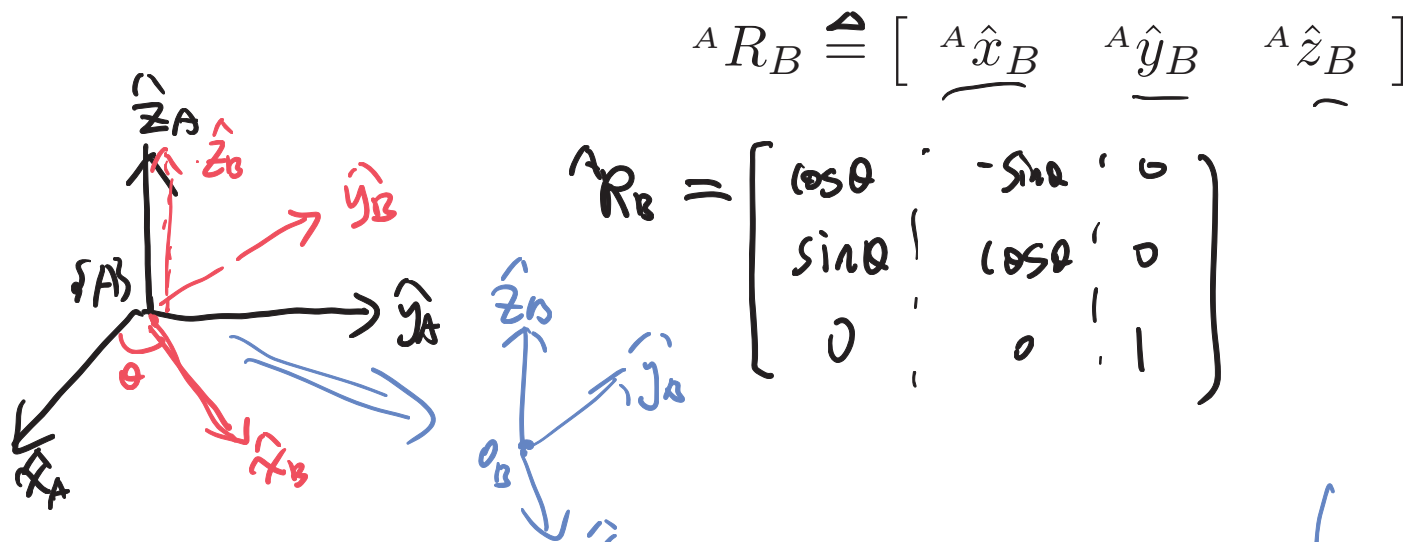 ^A R_B ≜ [ ^A x̂_B ^A ŷ_B ^A ẑ_B ]
ẑ_A
ẑ_B
ŷ_B
{A}
ŷ_A
θ
x̂_A
x̂_B
ẑ_B
ŷ_B
O_B
^A R_B = [ cosθ -sinθ 0
sinθ cosθ 0
0 0 1 ]